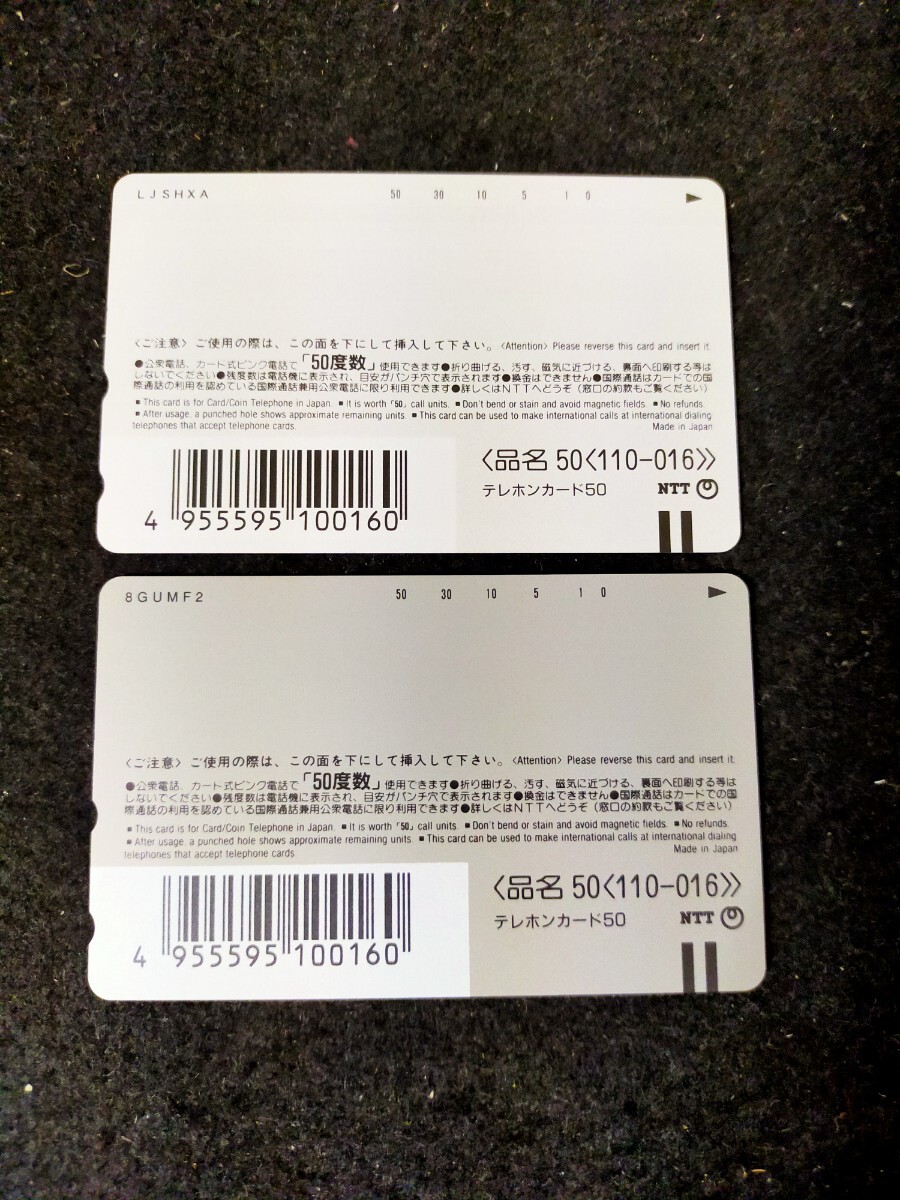 LJSHXA 50 30 10 5 1 0
〈ご注意〉ご使用の際は、この面を下にして挿入して下さい。〈Attention〉Please reverse this card and insert it.
●公衆電話、カード式ピンク電話で「50度数」使用できます●折り曲げる、汚す、磁気に近づける、裏面へ印刷する等は
しないでください●残度数は電話機に表示され、目安がパンチ穴で表示されます●換金はできません●国際通話はカードでの国
際通話の利用を認めている国際通話兼用公衆電話に限り利用できます●詳しくはNTTへどうぞ（窓口の約款もご覧ください）
■This card is for Card/Coin Telephone in Japan. ■It is worth「50」call units. ■Don't bend or stain and avoid magnetic fields. ■No refunds.
■After usage, a punched hole shows approximate remaining units. ■This card can be used to make international calls at international dialing
telephones that accept telephone cards. Made in Japan
〈品名 50〈110-016〉〉
テレホンカード50 NTT
4 955595 100160
8GUMF2 50 30 10 5 1 0
〈ご注意〉ご使用の際は、この面を下にして挿入して下さい。〈Attention〉Please reverse this card and insert it.
●公衆電話、カード式ピンク電話で「50度数」使用できます●折り曲げる、汚す、磁気に近づける、裏面へ印刷する等は
しないでください●残度数は電話機に表示され、目安がパンチ穴で表示されます●換金はできません●国際通話はカードでの国
際通話の利用を認めている国際通話兼用公衆電話に限り利用できます●詳しくはNTTへどうぞ（窓口の約款もご覧ください）
■This card is for Card/Coin Telephone in Japan. ■It is worth「50」call units. ■Don't bend or stain and avoid magnetic fields. ■No refunds.
■After usage, a punched hole shows approximate remaining units. ■This card can be used to make international calls at international dialing
telephones that accept telephone cards. Made in Japan
〈品名 50〈110-016〉〉
テレホンカード50 NTT
4 955595 100160